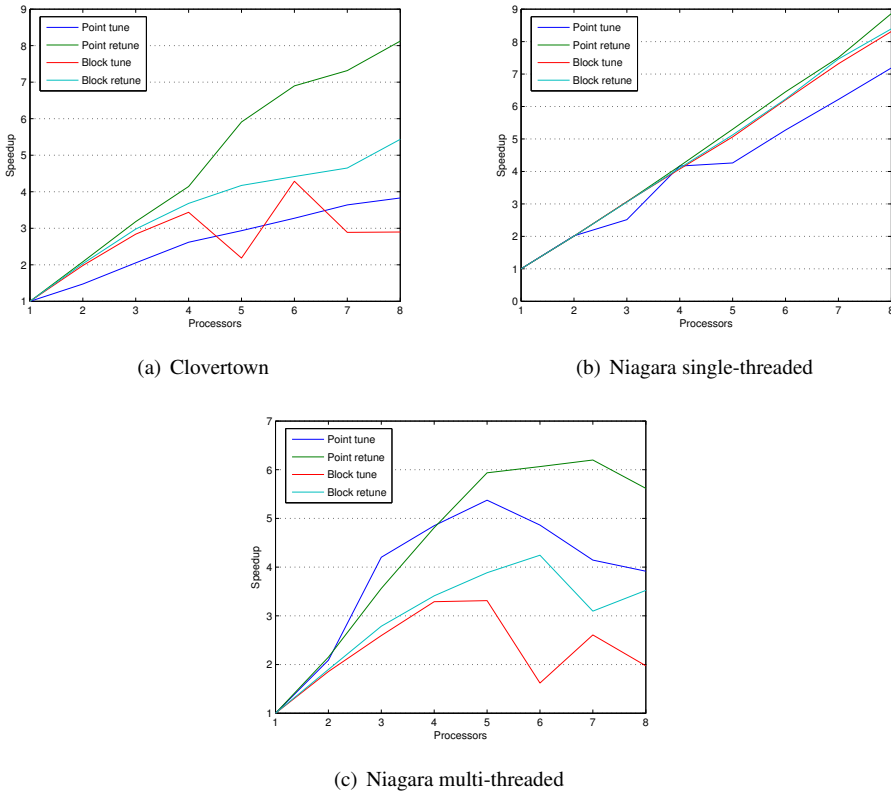 9
8
7
6
5
4
3
2
1
Speedup
Point tune
Point retune
Block tune
Block retune
1 2 3 4 5 6 7 8
Processors
(a) Clovertown
9
8
7
6
5
4
3
2
1
0
Speedup
Point tune
Point retune
Block tune
Block retune
1 2 3 4 5 6 7 8
Processors
(b) Niagara single-threaded
7
6
5
4
3
2
1
Speedup
Point tune
Point retune
Block tune
Block retune
1 2 3 4 5 6 7 8
Processors
(c) Niagara multi-threaded